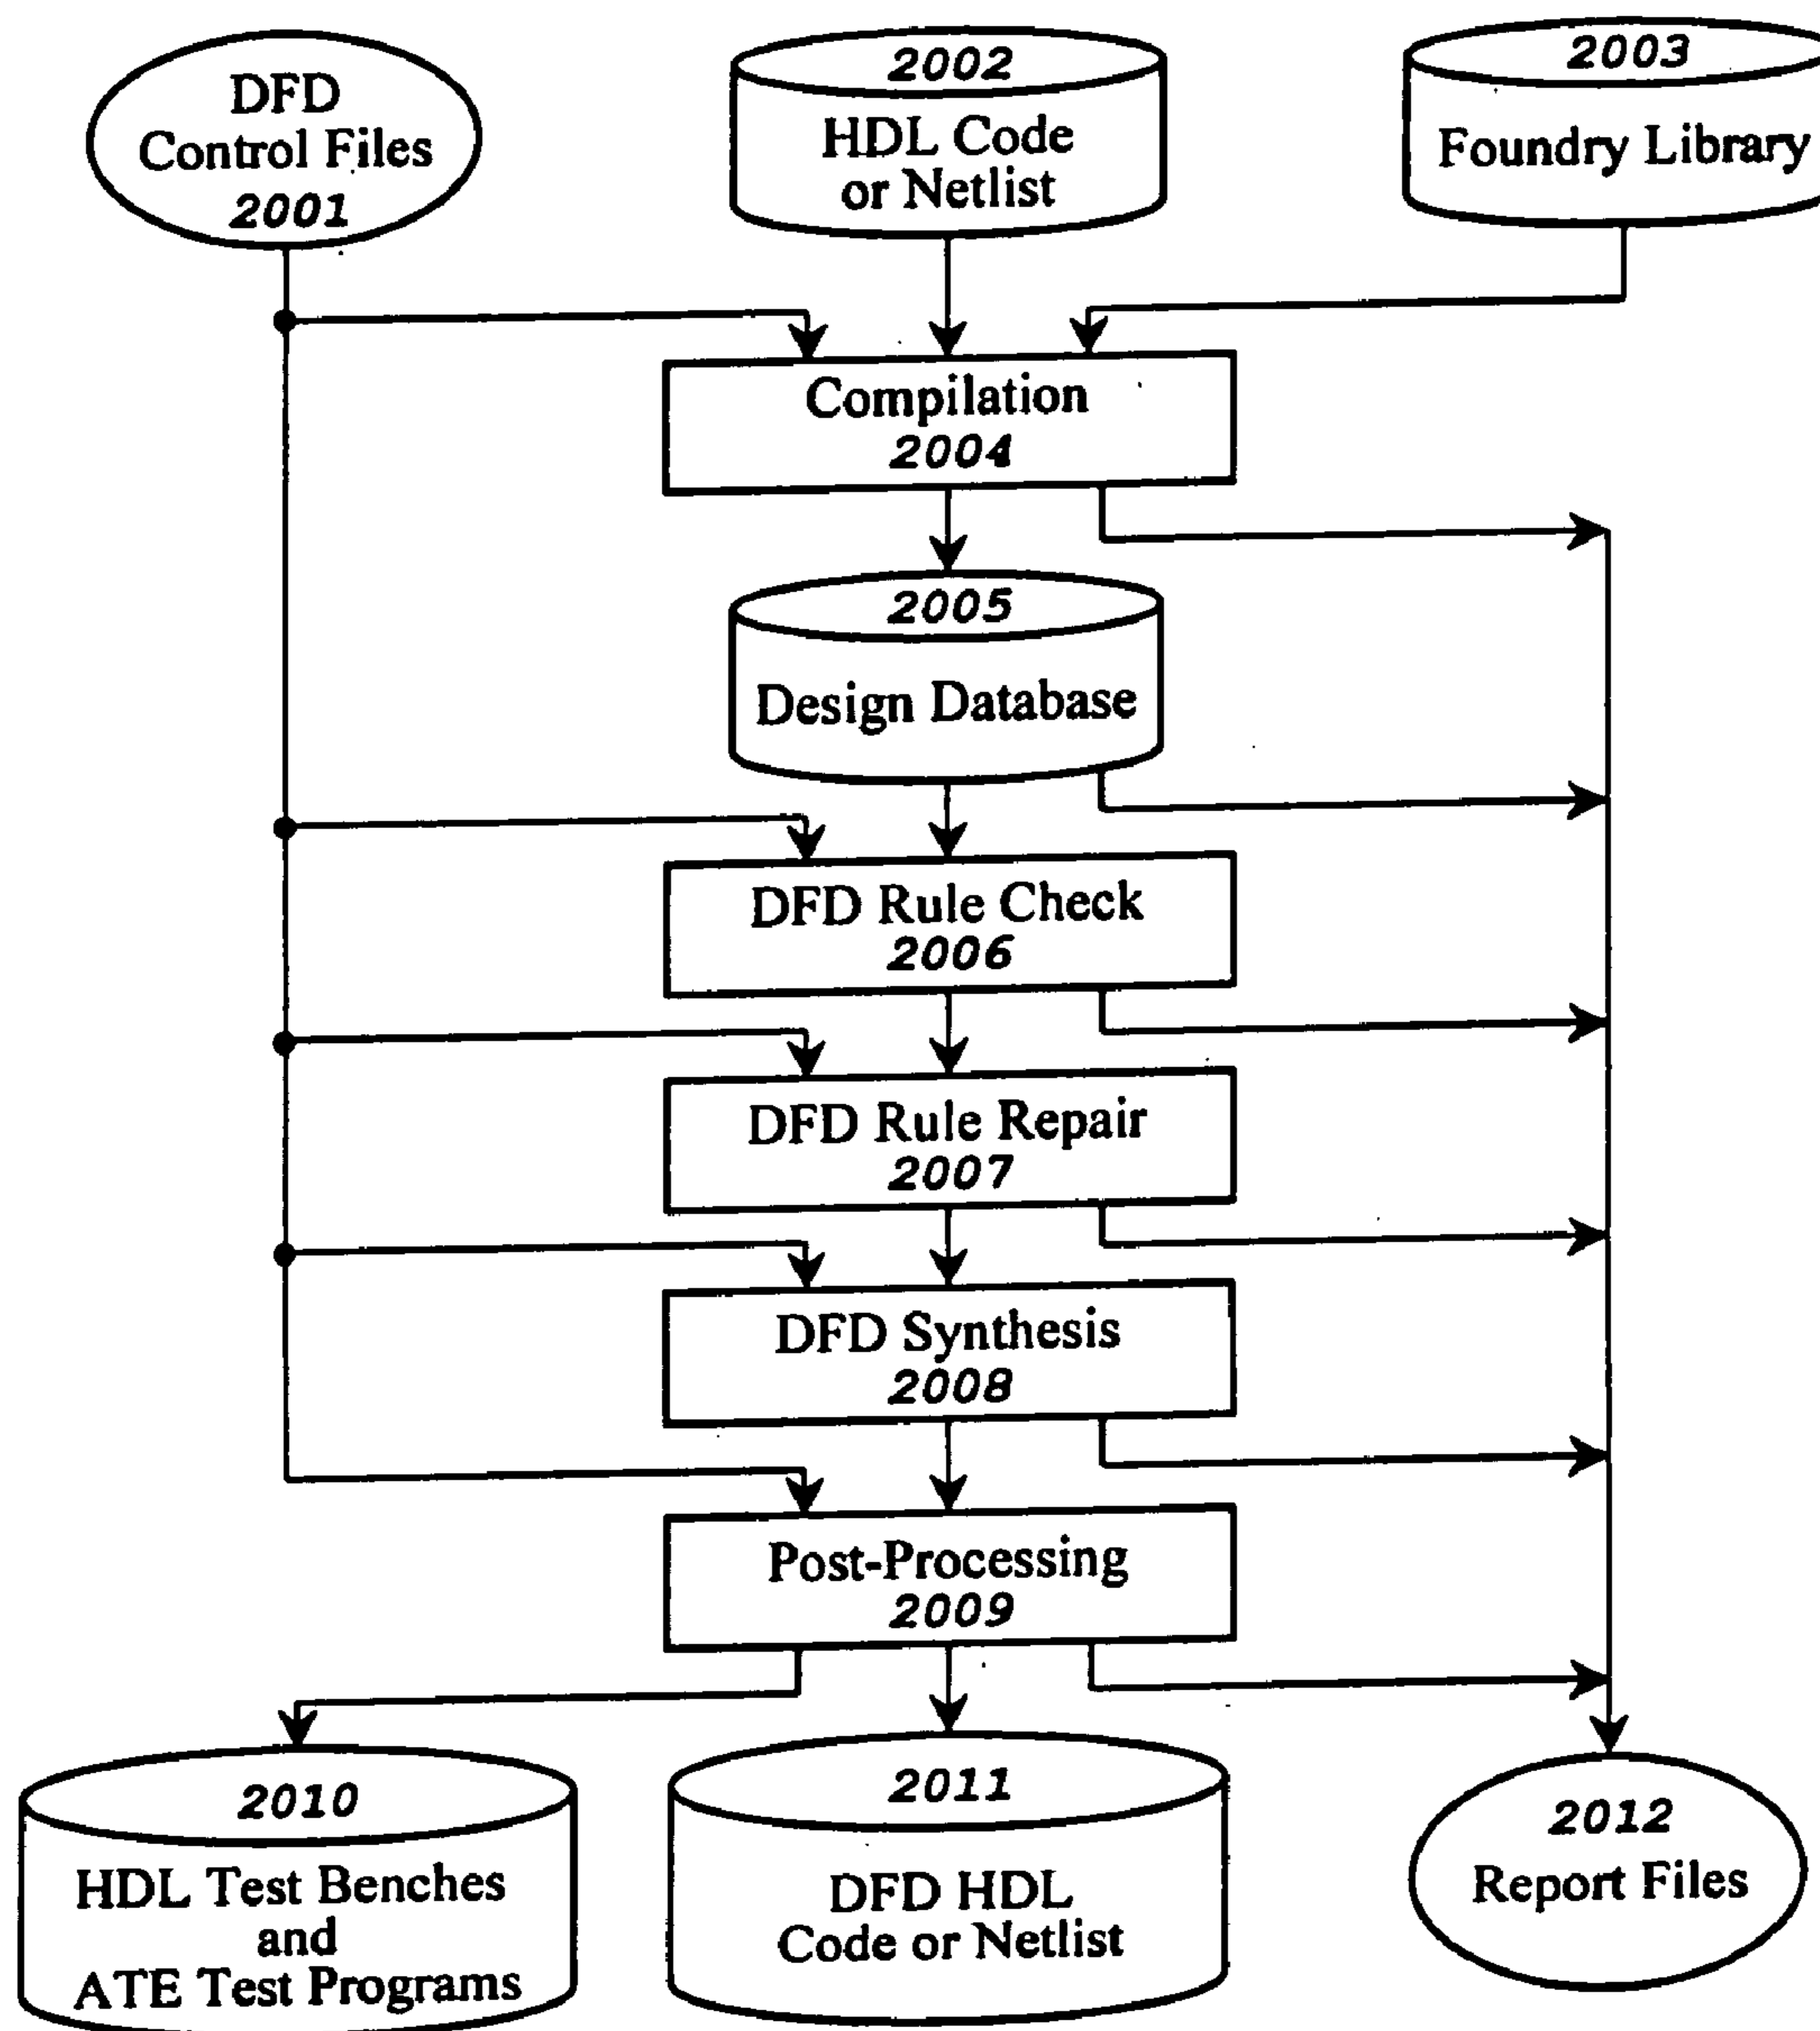 DFD
Control Files
2001
2002
HDL Code
or Netlist
2003
Foundry Library
Compilation
2004
2005
Design Database
DFD Rule Check
2006
DFD Rule Repair
2007
DFD Synthesis
2008
Post-Processing
2009
2010
HDL Test Benches
and
ATE Test Programs
2011
DFD HDL
Code or Netlist
2012
Report Files